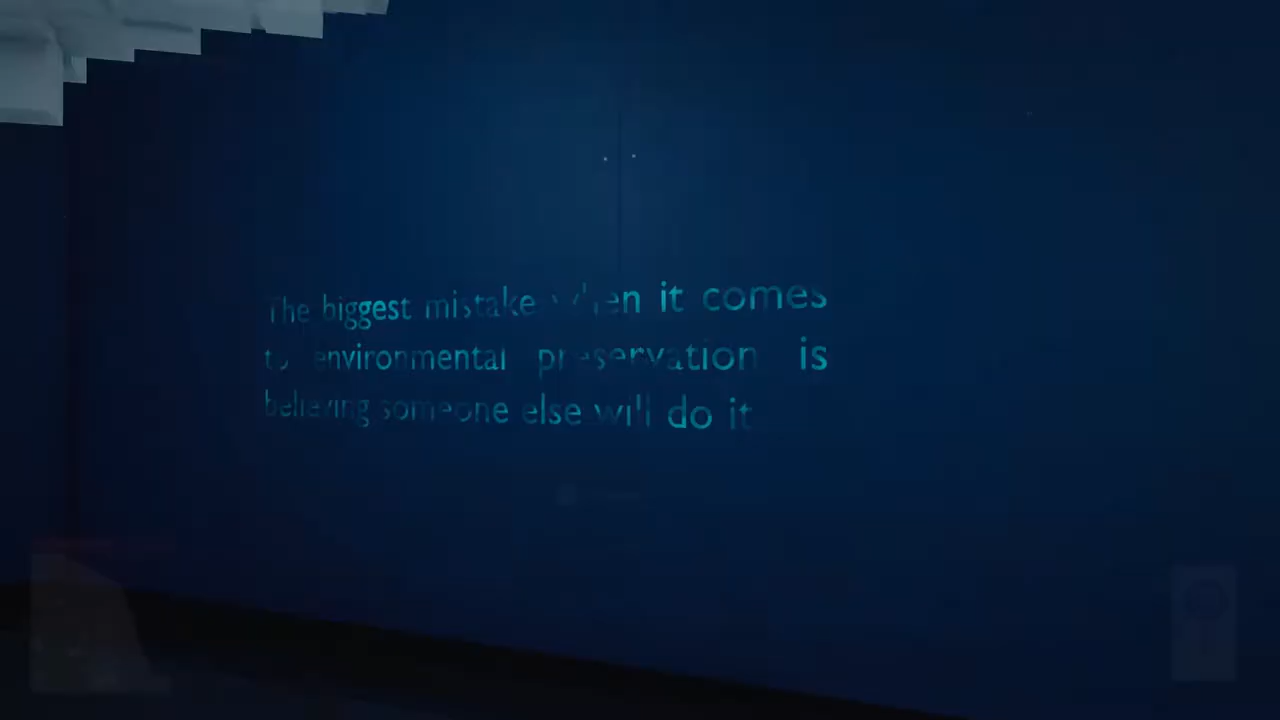 The biggest mistake when it comes
to environmental preservation is
believing someone else will do it